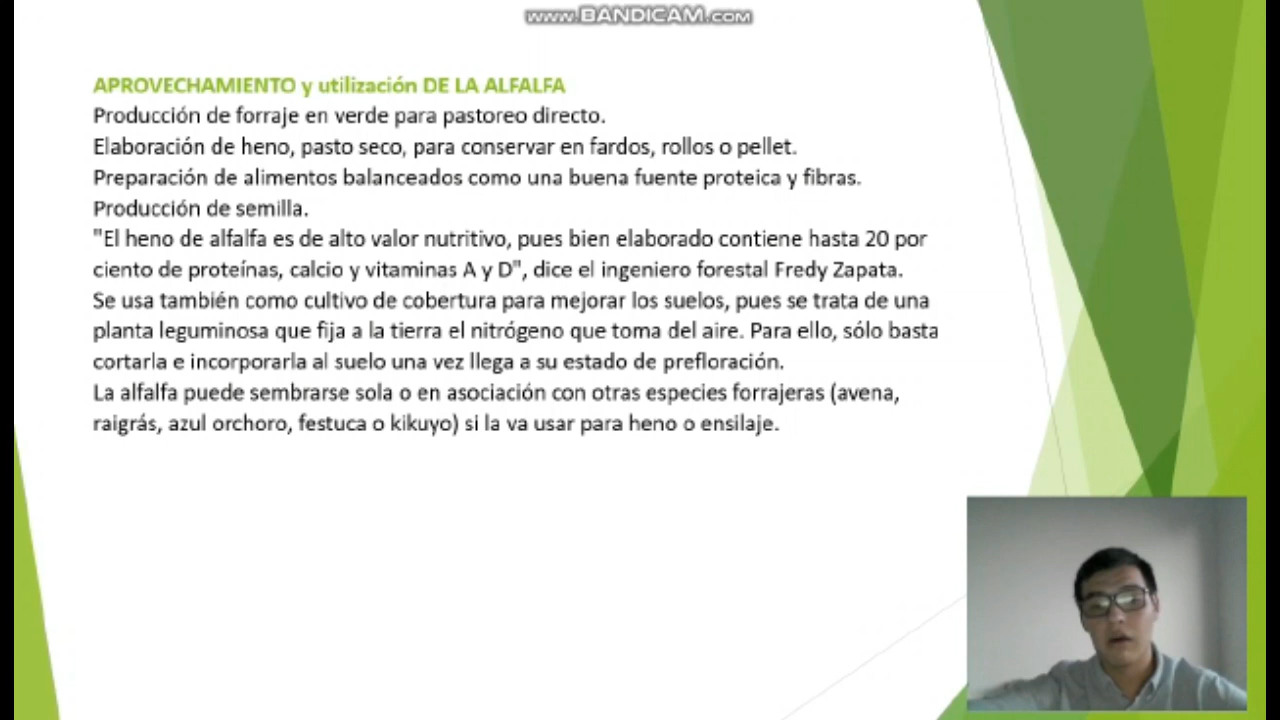 www.BANDICAM.com
APROVECHAMIENTO y utilización DE LA ALFALFA
Producción de forraje en verde para pastoreo directo.
Elaboración de heno, pasto seco, para conservar en fardos, rollos o pellet.
Preparación de alimentos balanceados como una buena fuente proteica y fibras.
Producción de semilla.
"El heno de alfalfa es de alto valor nutritivo, pues bien elaborado contiene hasta 20 por
ciento de proteínas, calcio y vitaminas A y D", dice el ingeniero forestal Fredy Zapata.
Se usa también como cultivo de cobertura para mejorar los suelos, pues se trata de una
planta leguminosa que fija a la tierra el nitrógeno que toma del aire. Para ello, sólo basta
cortarla e incorporarla al suelo una vez llega a su estado de prefloración.
La alfalfa puede sembrarse sola o en asociación con otras especies forrajeras (avena,
raigrás, azul orchoro, festuca o kikuyo) si la va usar para heno o ensilaje.